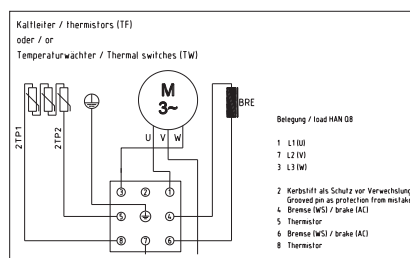 Kaltleiter / thermistors (TF)
oder / or
Temperaturwächter / Thermal switches (TW)
M
3~
BRE
U V W
2TP1
2TP2
3 2 1
5 4
8 7 6
Belegung / load HAN Q8
1 L1 (U)
7 L2 (V)
3 L3 (W)
2 Kerbstift als Schutz vor Verwechslung
Grooved pin as protection from mistake
4 Bremse (WS) / brake (AC)
5 Thermistor
6 Bremse (WS) / brake (AC)
8 Thermistor